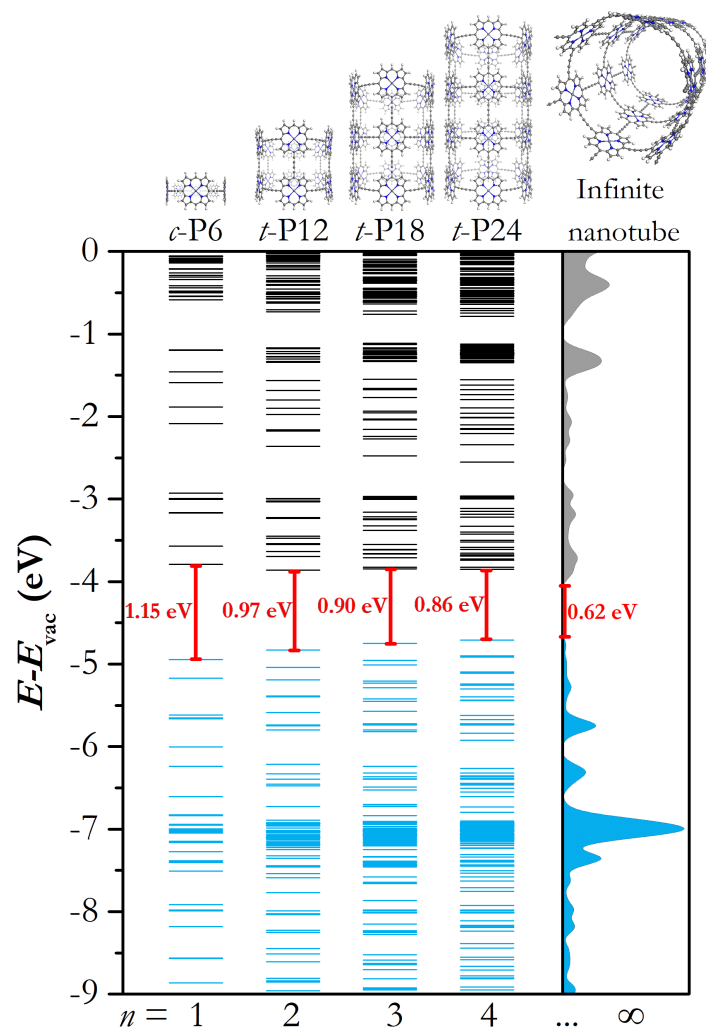 Infinite
nanotube
c-P6 t-P12 t-P18 t-P24
0
-1
-2
-3
-4
-5
-6
-7
-8
-9
E-Evac (eV)
1.15 eV
0.97 eV
0.90 eV
0.86 eV
0.62 eV
n = 1 2 3 4 ... ∞